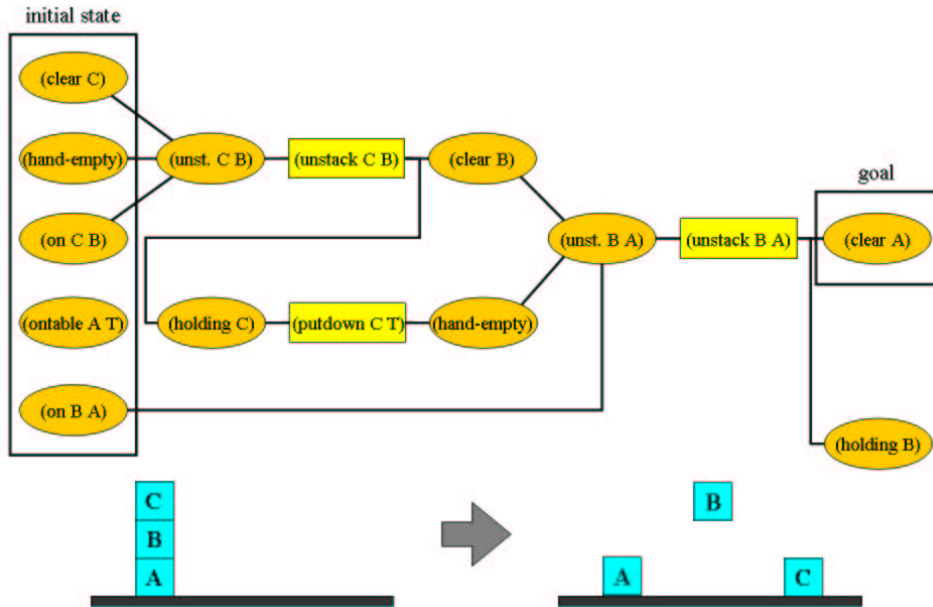 initial state
(clear C)
(hand-empty)
(unst. C B)
(unstack C B)
(clear B)
goal
(on C B)
(unst. B A)
(unstack B A)
(clear A)
(ontable A T)
(holding C)
(putdown C T)
(hand-empty)
(on B A)
(holding B)
C
B
A
B
A
C